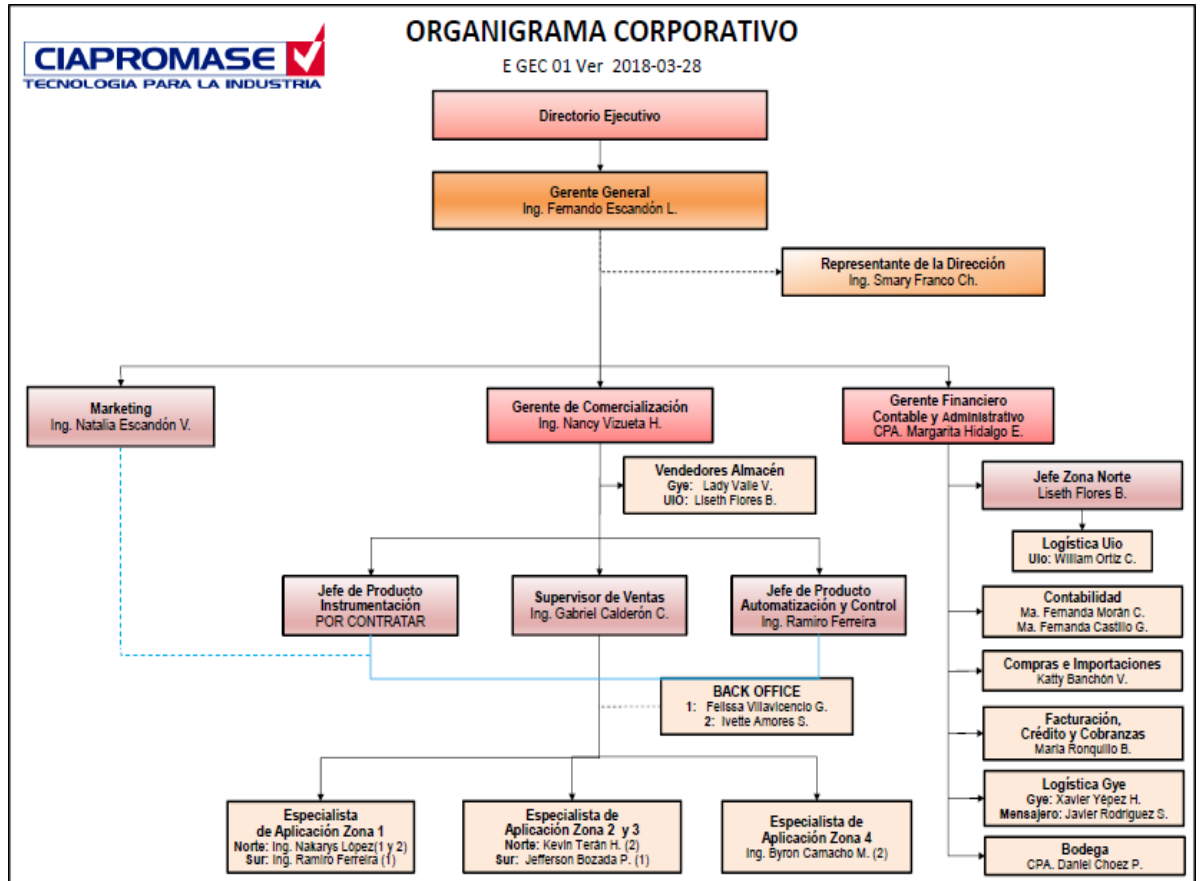 ORGANIGRAMA CORPORATIVO
E GEC 01 Ver 2018-03-28
CIAPROMASE
TECNOLOGIA PARA LA INDUSTRIA
Directorio Ejecutivo
Gerente General
Ing. Fernando Escandón L.
Representante de la Dirección
Ing. Smary Franco Ch.
Marketing
Ing. Natalia Escandón V.
Gerente de Comercialización
Ing. Nancy Vizueta H.
Gerente Financiero
Contable y Administrativo
CPA. Margarita Hidalgo E.
Vendedores Almacén
Gye: Lady Valle V.
UIO: Liseth Flores B.
Jefe Zona Norte
Liseth Flores B.
Logística Uio
Uio: William Ortiz C.
Jefe de Producto
Instrumentación
POR CONTRATAR
Supervisor de Ventas
Ing. Gabriel Calderón C.
Jefe de Producto
Automatización y Control
Ing. Ramiro Ferreira
Contabilidad
Ma. Fernanda Morán C.
Ma. Fernanda Castillo G.
Compras e Importaciones
Katty Banchón V.
BACK OFFICE
1: Felissa Villavicencio G.
2: Ivette Amores S.
Facturación,
Crédito y Cobranzas
María Ronquillo B.
Logística Gye
Gye: Xavier Yépez H.
Mensajero: Javier Rodriguez S.
Especialista
de Aplicación Zona 1
Norte: Ing. Nakarys López(1 y 2)
Sur: Ing. Ramiro Ferreira (1)
Especialista de
Aplicación Zona 2 y 3
Norte: Kevin Terán H. (2)
Sur: Jefferson Bozada P. (1)
Especialista de
Aplicación Zona 4
Ing. Byron Camacho M. (2)
Bodega
CPA. Daniel Choez P.